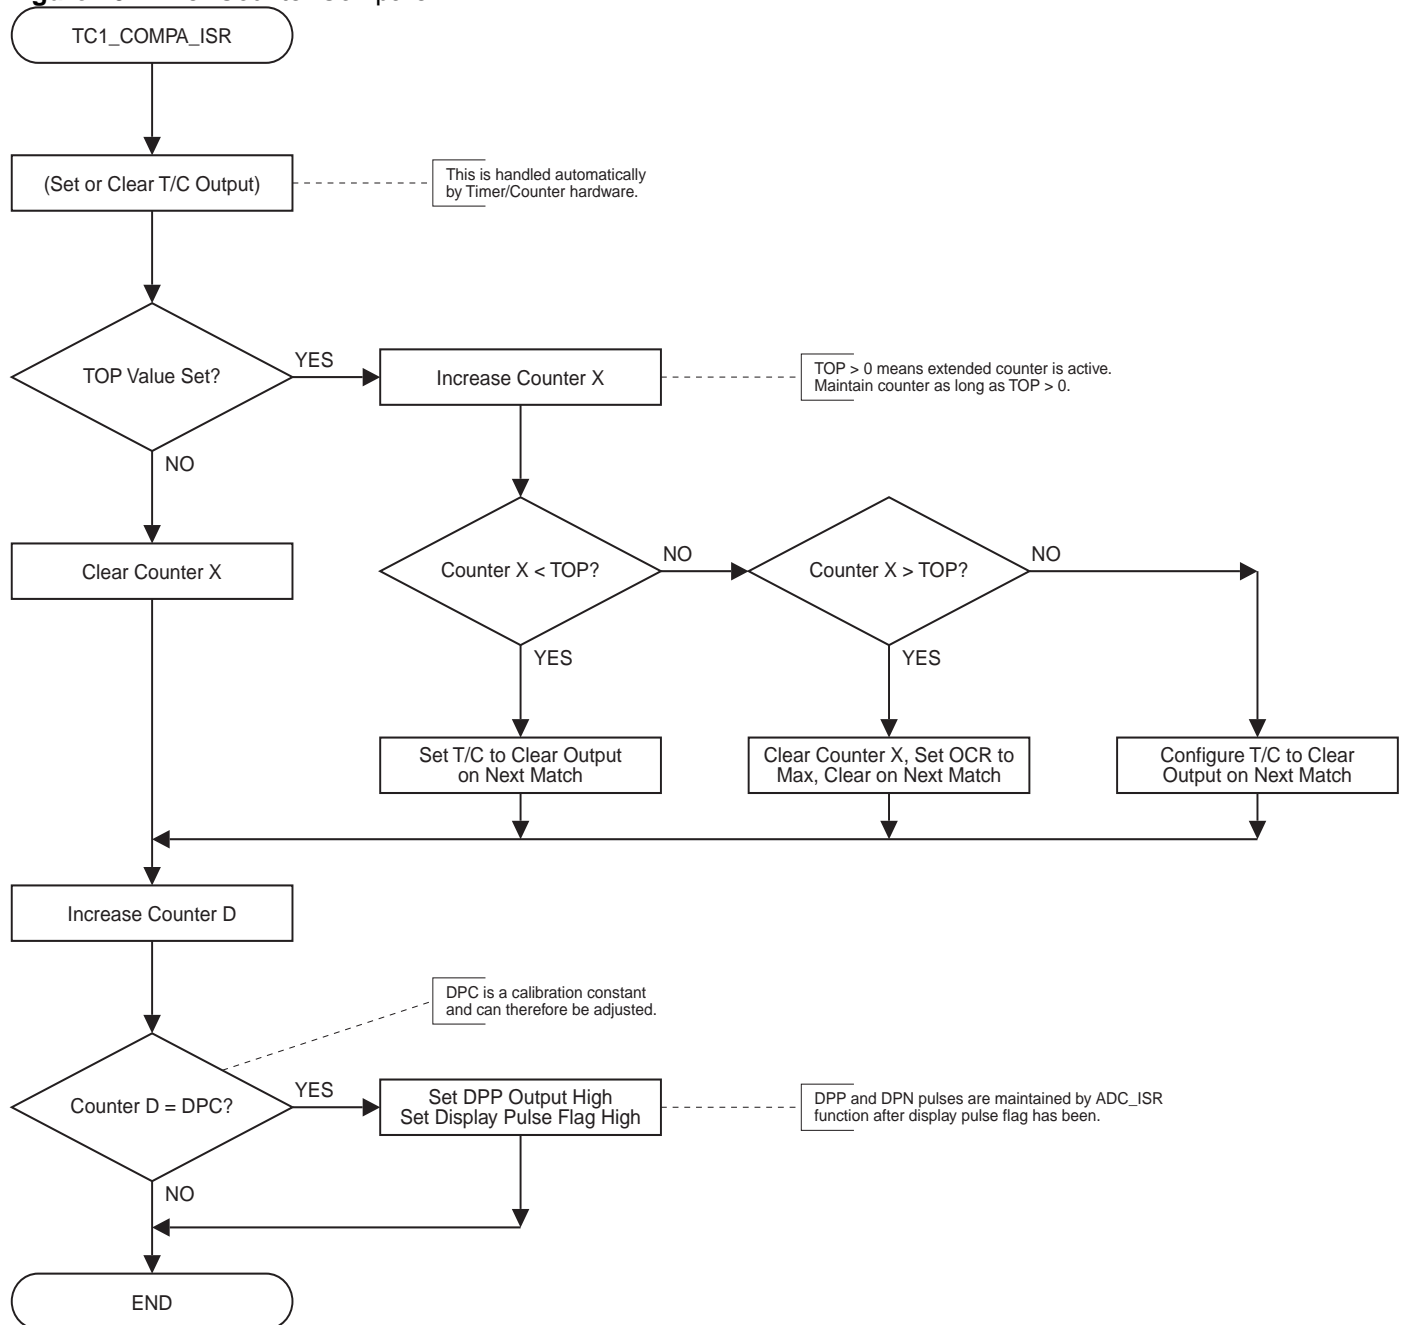 TC1_COMPA_ISR
(Set or Clear T/C Output)
This is handled automatically
by Timer/Counter hardware.
TOP Value Set?
YES
Increase Counter X
TOP > 0 means extended counter is active.
Maintain counter as long as TOP > 0.
NO
Clear Counter X
Counter X < TOP?
NO
Counter X > TOP?
NO
YES
YES
Set T/C to Clear Output
on Next Match
Clear Counter X, Set OCR to
Max, Clear on Next Match
Configure T/C to Clear
Output on Next Match
Increase Counter D
DPC is a calibration constant
and can therefore be adjusted.
Counter D = DPC?
YES
Set DPP Output High
Set Display Pulse Flag High
DPP and DPN pulses are maintained by ADC_ISR
function after display pulse flag has been.
NO
END